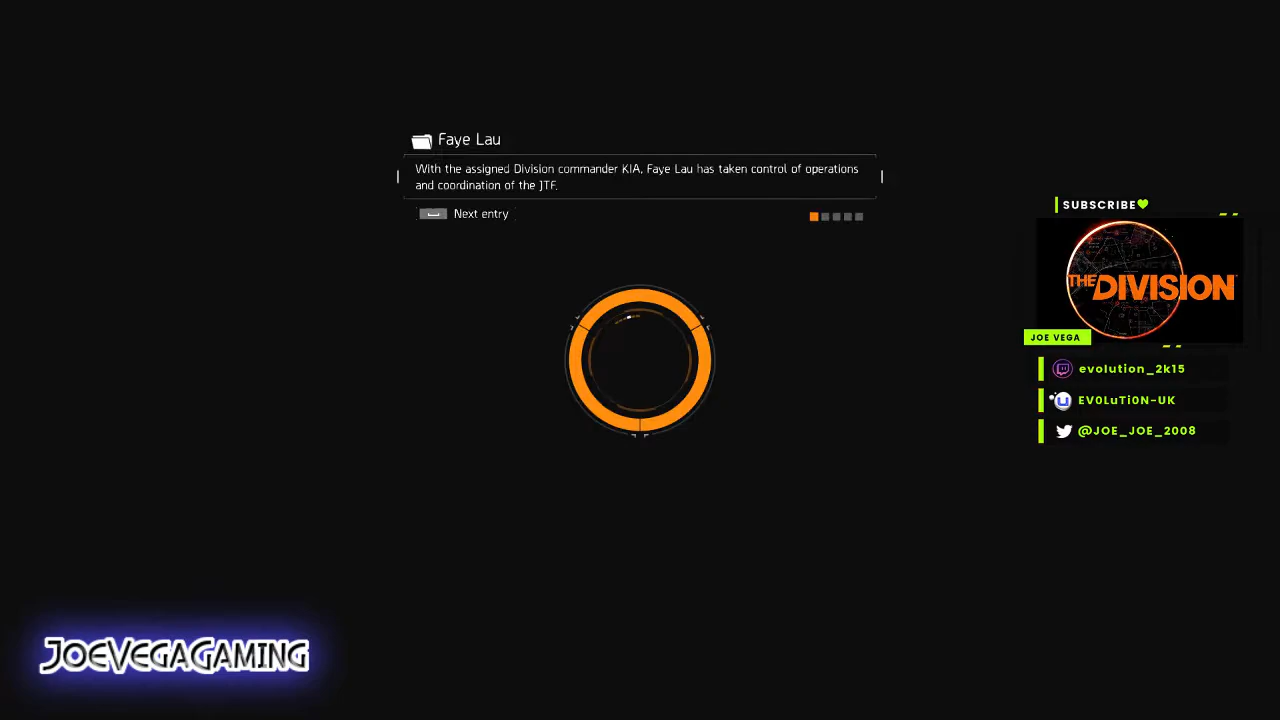 Faye Lau
With the assigned Division commander KIA, Faye Lau has taken control of operations
and coordination of the JTF.
Next entry
SUBSCRIBE
THE DIVISION
JOE VEGA
evolution_2k15
EV0LuTi0N-UK
@JOE_JOE_2008
JOEVEGAGAMING